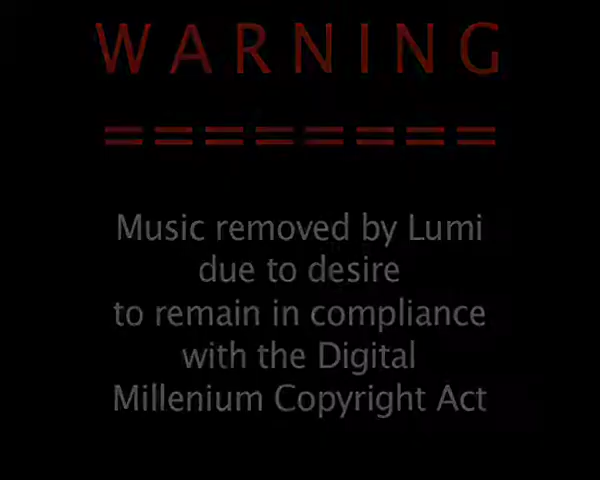 WARNING
========
Music removed by Lumi
due to desire
to remain in compliance
with the Digital
Millenium Copyright Act